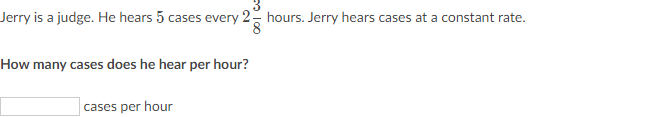 Jerry is a judge. He hears 5 cases every 2 3/8 hours. Jerry hears cases at a constant rate.
How many cases does he hear per hour?
cases per hour